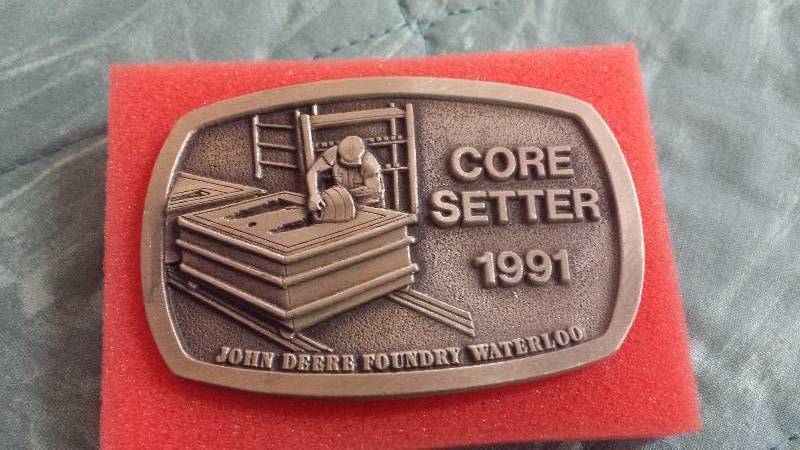 CORE
SETTER
1991
JOHN DEERE FOUNDRY WATERLOO